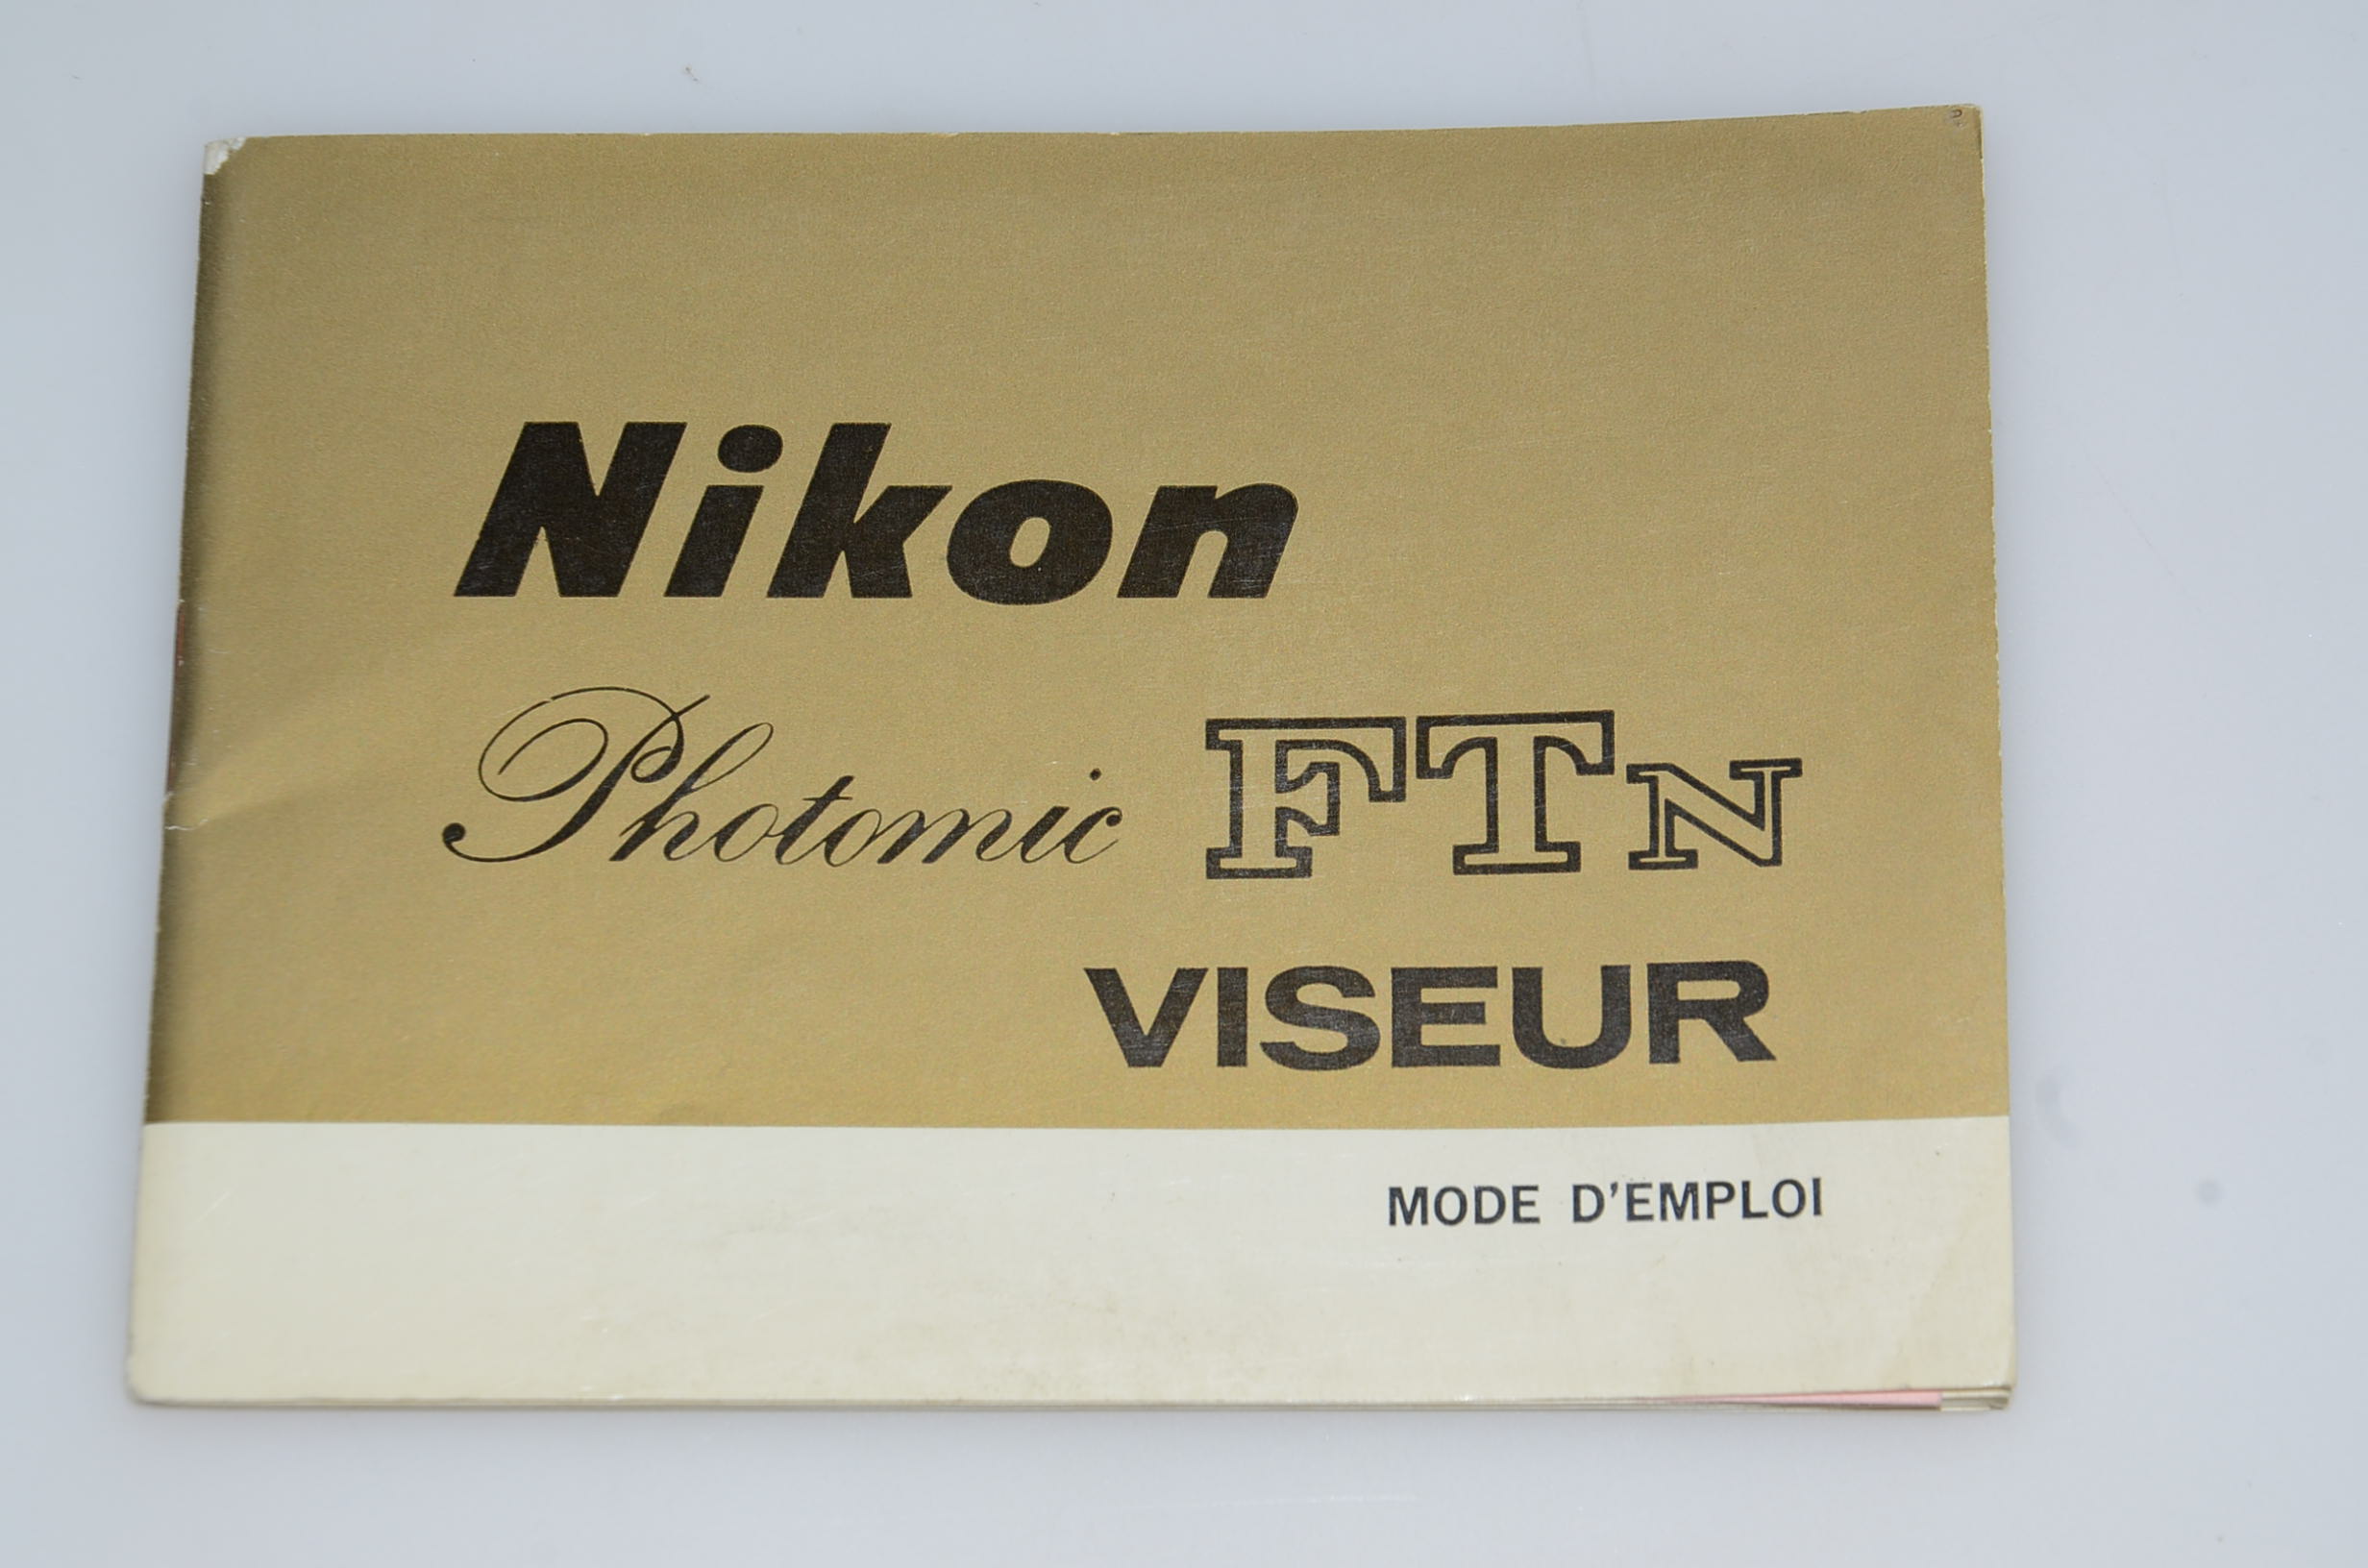 Nikon
Photomic FTN
VISEUR
MODE D'EMPLOI